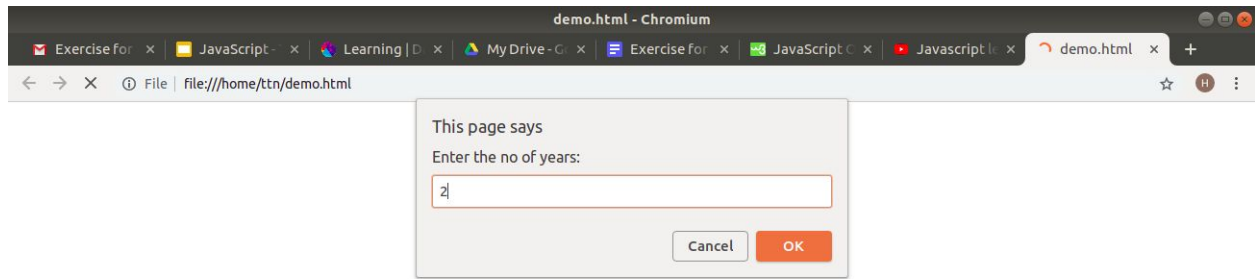 demo.html - Chromium
Exercise for JavaScript - Learning | D My Drive - G Exercise for JavaScript C Javascript le demo.html
File file:///home/ttn/demo.html H
This page says
Enter the no of years:
2
Cancel OK